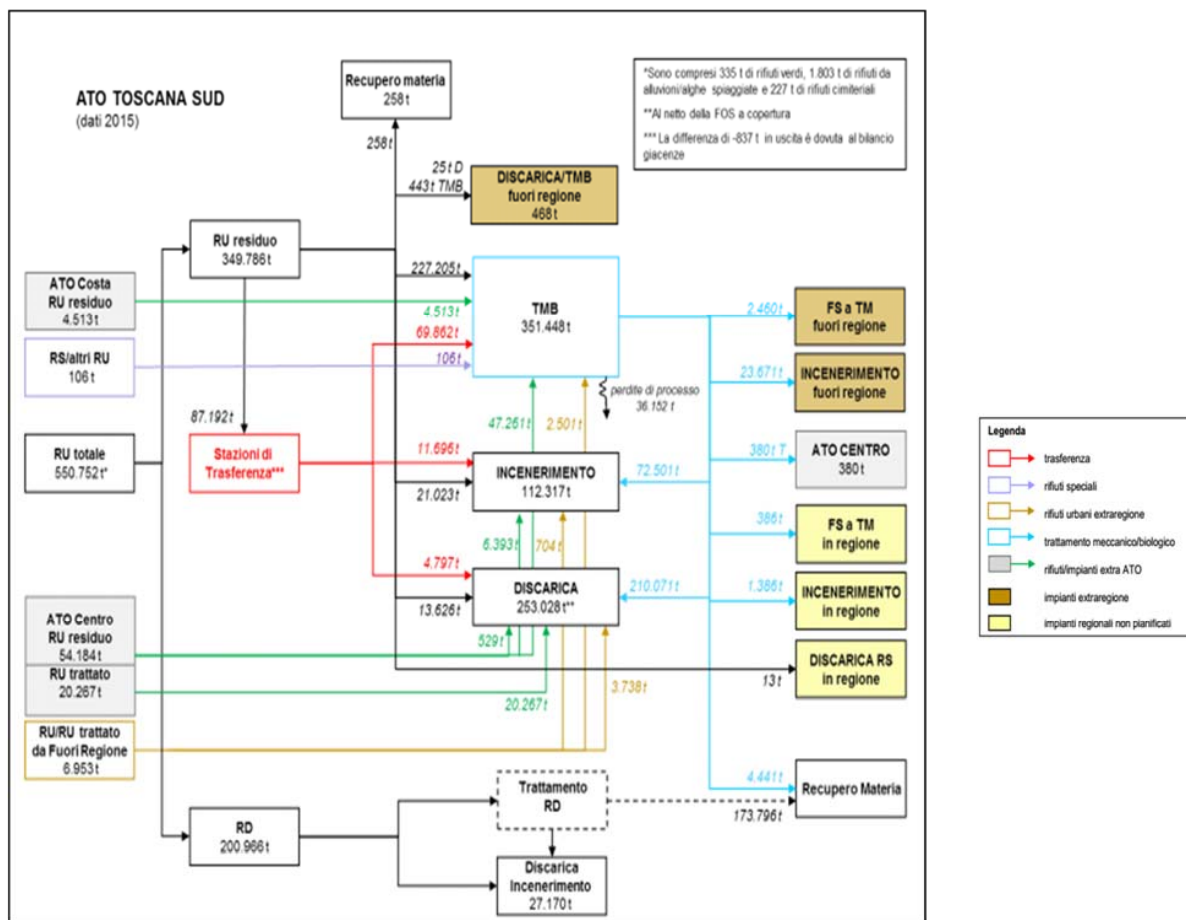 ATO TOSCANA SUD
(dati 2015)
Recupero materia
258 t
*Sono compresi 335 t di rifiuti verdi, 1.803 t di rifiuti da
alluvioni/alghe spiaggiate e 227 t di rifiuti cimiteriali
**Al netto della FOS a copertura
*** La differenza di -837 t in uscita è dovuta al bilancio
giacenze
258 t
25 t D
443 t TMB
DISCARICA/TMB
fuori regione
468 t
RU residuo
349.786 t
227.205 t
ATO Costa
RU residuo
4.513 t
4.513 t
69.862 t
TMB
351.448 t
2.460 t
FS a TM
fuori regione
RS/altri RU
106 t
106 t
perdite di processo
36.152 t
23.671 t
INCENERIMENTO
fuori regione
87.192 t
47.261 t
2.501 t
RU totale
550.752 t*
Stazioni di
Trasferenza***
11.696 t
21.023 t
INCENERIMENTO
112.317 t
72.501 t
380 t T
ATO CENTRO
380 t
6.393 t
704 t
386 t
FS a TM
in regione
4.797 t
13.626 t
DISCARICA
253.028 t**
210.071 t
1.386 t
INCENERIMENTO
in regione
ATO Centro
RU residuo
54.184 t
529 t
RU trattato
20.267 t
20.267 t
3.738 t
13 t
DISCARICA RS
in regione
RU/RU trattato
da Fuori Regione
6.953 t
Trattamento
RD
4.441 t
173.796 t
Recupero Materia
RD
200.966 t
Discarica
Incenerimento
27.170 t
Legenda
trasferenza
rifiuti speciali
rifiuti urbani extraregione
trattamento meccanico/biologico
rifiuti/impianti extra ATO
impianti extraregione
impianti regionali non pianificati